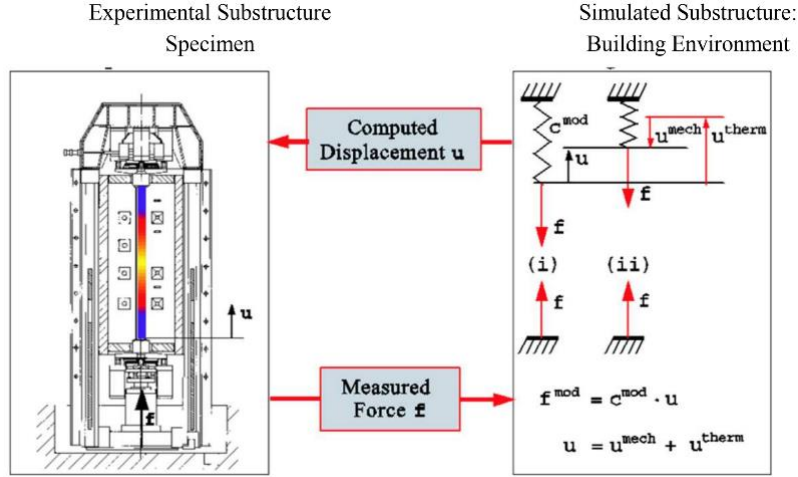 Experimental Substructure
Specimen
Simulated Substructure:
Building Environment
Computed
Displacement u
Measured
Force f
u
f
c^mod
u^mech
u^therm
u
f
f
(i)
(ii)
f
f
f^mod = c^mod · u
u = u^mech + u^therm